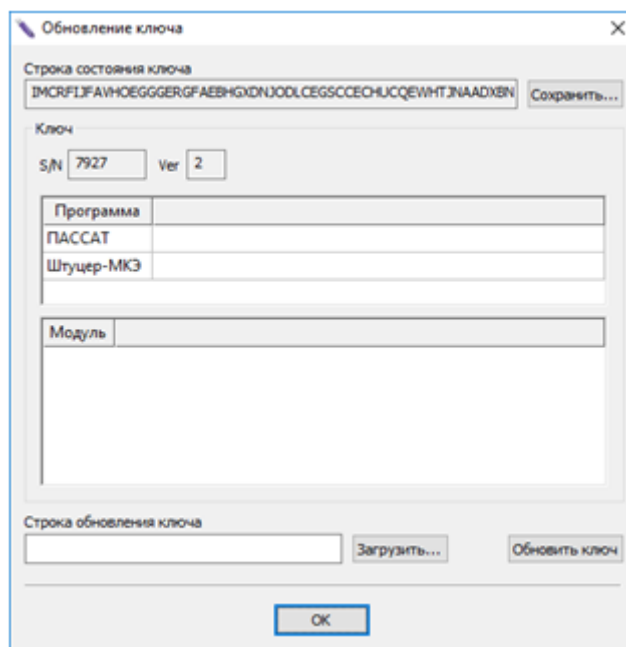 Обновление ключа
Строка состояния ключа
IMCRFIJFAVHOEGGGERGFAEBHGXDNJODLCEGSCCECHUCQEWHTJNAADXBN Сохранить...
Ключ
S/N 7927 Ver 2
Программа
ПАССАТ
Штуцер-МКЭ
Модуль
Строка обновления ключа
Загрузить... Обновить ключ
OK